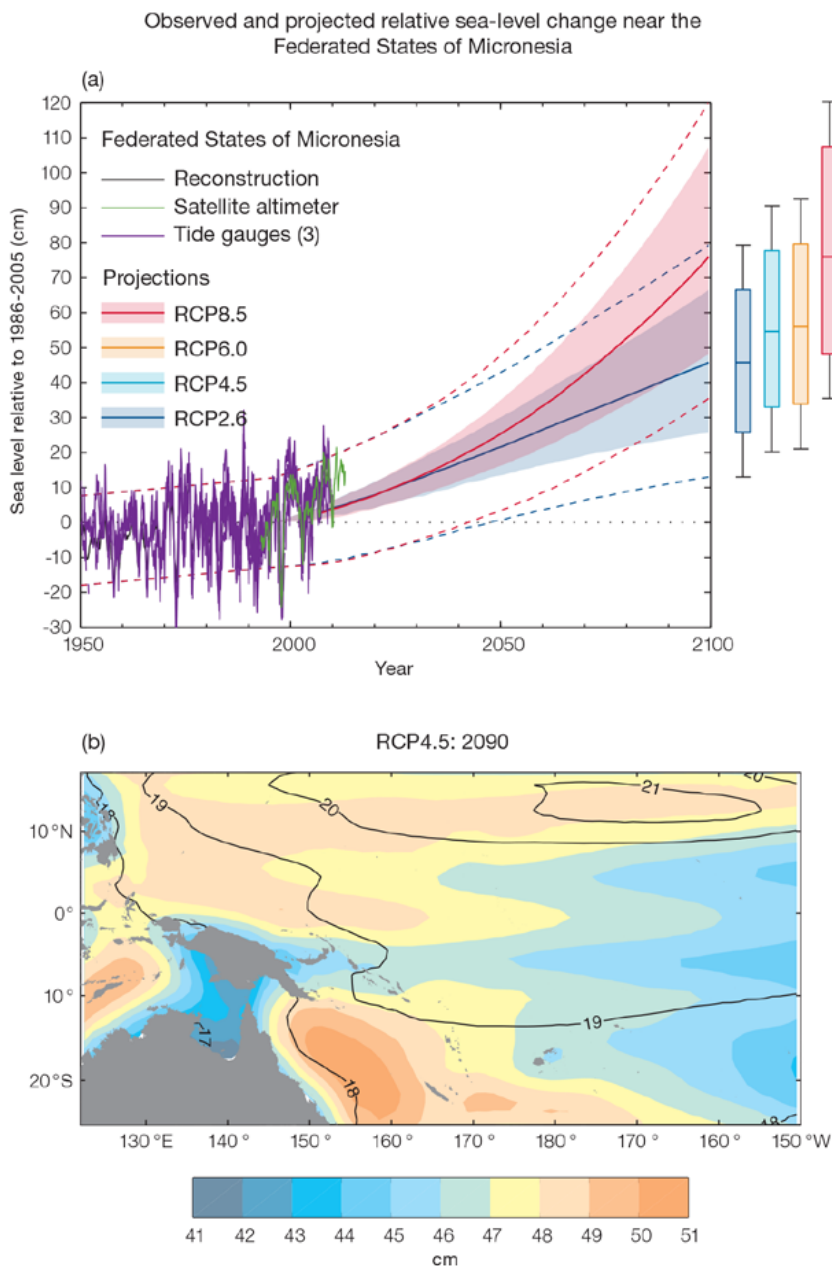 Observed and projected relative sea-level change near the
Federated States of Micronesia
(a)
120
110
100
90
80
70
60
50
40
30
20
10
0
-10
-20
-30
Sea level relative to 1986-2005 (cm)
Federated States of Micronesia
Reconstruction
Satellite altimeter
Tide gauges (3)
Projections
RCP8.5
RCP6.0
RCP4.5
RCP2.6
1950 2000 2050 2100
Year
(b) RCP4.5: 2090
18 19 20 21 20
10°N
0°
10°
20°S
17 18 19 18
130 °E 140 ° 150 ° 160 ° 170 ° 180 ° 170 ° 160 ° 150 °W
41 42 43 44 45 46 47 48 49 50 51
cm